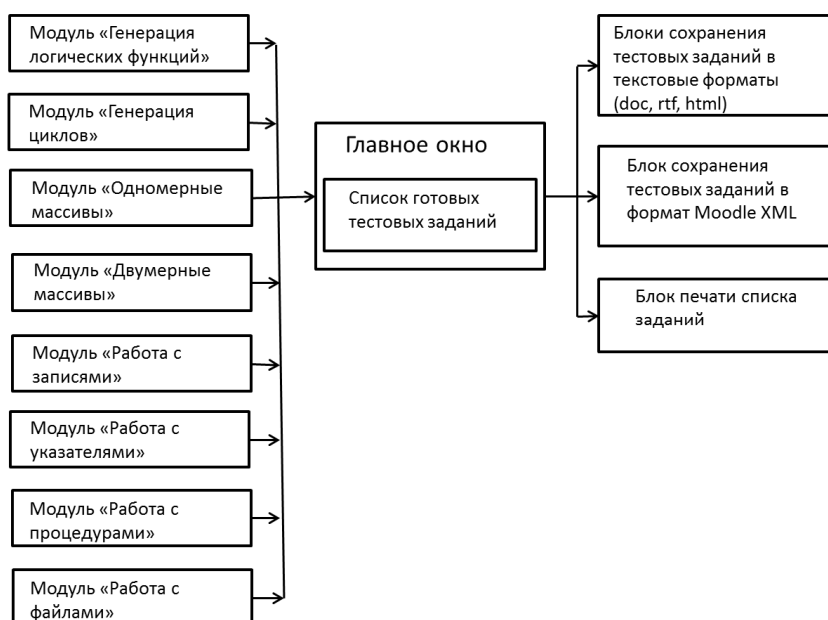 Модуль «Генерация
логических функций»
Модуль «Генерация
циклов»
Модуль «Одномерные
массивы»
Модуль «Двумерные
массивы»
Модуль «Работа с
записями»
Модуль «Работа с
указателями»
Модуль «Работа с
процедурами»
Модуль «Работа с
файлами»
Главное окно
Список готовых
тестовых заданий
Блоки сохранения
тестовых заданий в
текстовые форматы
(doc, rtf, html)
Блок сохранения
тестовых заданий в
формат Moodle XML
Блок печати списка
заданий